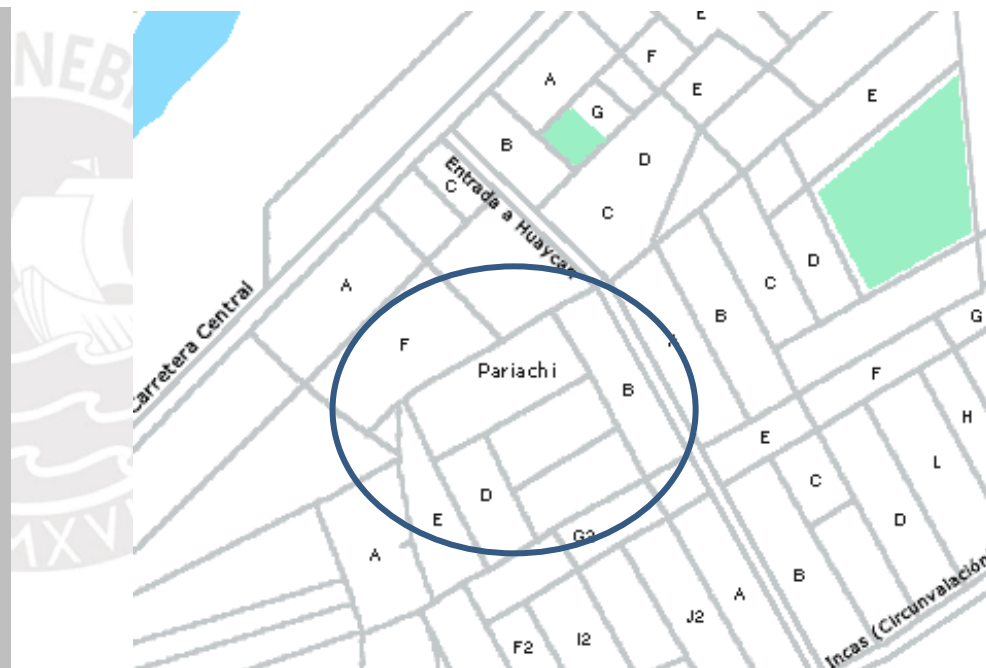 E
F
A
E
E
G
B
D
C
Entrada a Huaycan
C
D
C
A
B
Carretera Central
G
F
F
Pariachi
B
H
E
L
C
D
E
D
G2
A
B
A
J2
I2
F2
Incas (Circunvalación)